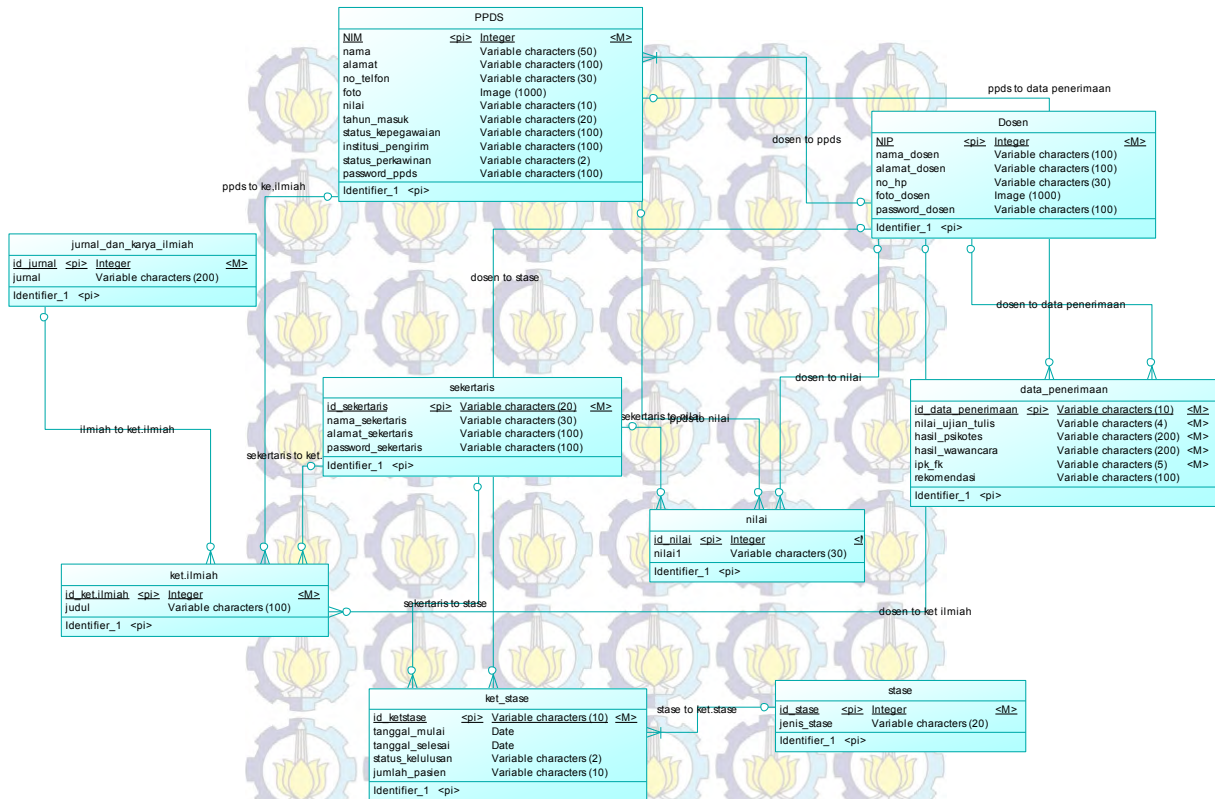 PPDS
NIM <pi> Integer <M>
nama Variable characters (50)
alamat Variable characters (100)
no_telfon Variable characters (30)
foto Image (1000)
nilai Variable characters (10)
tahun_masuk Variable characters (20)
status_kepegawaian Variable characters (100)
institusi_pengirim Variable characters (100)
status_perkawinan Variable characters (2)
password_ppds Variable characters (100)
Identifier_1 <pi>
ppds to data penerimaan
dosen to ppds
Dosen
NIP <pi> Integer <M>
nama_dosen Variable characters (100)
alamat_dosen Variable characters (100)
no_hp Variable characters (30)
foto_dosen Image (1000)
password_dosen Variable characters (100)
Identifier_1 <pi>
ppds to ke.ilmiah
jurnal_dan_karya_ilmiah
id_jurnal <pi> Integer <M>
jurnal Variable characters (200)
Identifier_1 <pi>
dosen to stase
dosen to data penerimaan
dosen to nilai
sekertaris
id_sekertaris <pi> Variable characters (20) <M>
nama_sekertaris Variable characters (30)
alamat_sekertaris Variable characters (100)
password_sekertaris Variable characters (100)
Identifier_1 <pi>
data_penerimaan
id_data_penerimaan <pi> Variable characters (10) <M>
nilai_ujian_tulis Variable characters (4) <M>
hasil_psikotes Variable characters (200) <M>
hasil_wawancara Variable characters (200) <M>
ipk_fk Variable characters (5) <M>
rekomendasi Variable characters (100)
Identifier_1 <pi>
sekertaris to nilai
ppds to nilai
ilmiah to ket.ilmiah
sekertaris to ket.
nilai
id_nilai <pi> Integer
nilai1 Variable characters (30)
Identifier_1 <pi>
ket.ilmiah
id_ket.ilmiah <pi> Integer <M>
judul Variable characters (100)
Identifier_1 <pi>
sekertaris to stase
dosen to ket ilmiah
ket_stase
id_ketstase <pi> Variable characters (10) <M>
tanggal_mulai Date
tanggal_selesai Date
status_kelulusan Variable characters (2)
jumlah_pasien Variable characters (10)
Identifier_1 <pi>
stase to ket.stase
stase
id_stase <pi> Integer <M>
jenis_stase Variable characters (20)
Identifier_1 <pi>